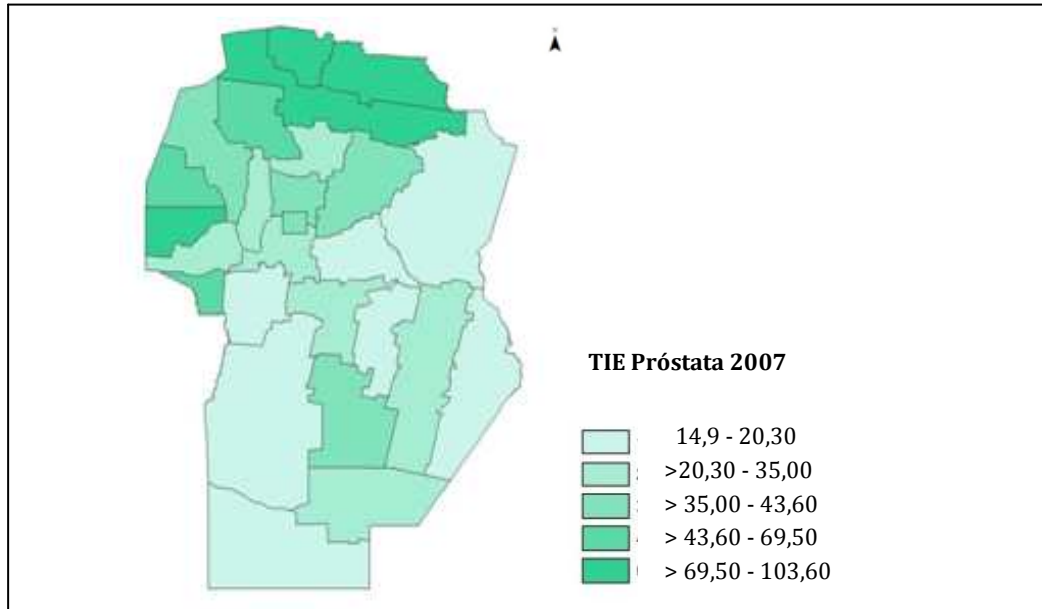 TIE Próstata 2007
14,9 - 20,30
>20,30 - 35,00
> 35,00 - 43,60
> 43,60 - 69,50
> 69,50 - 103,60